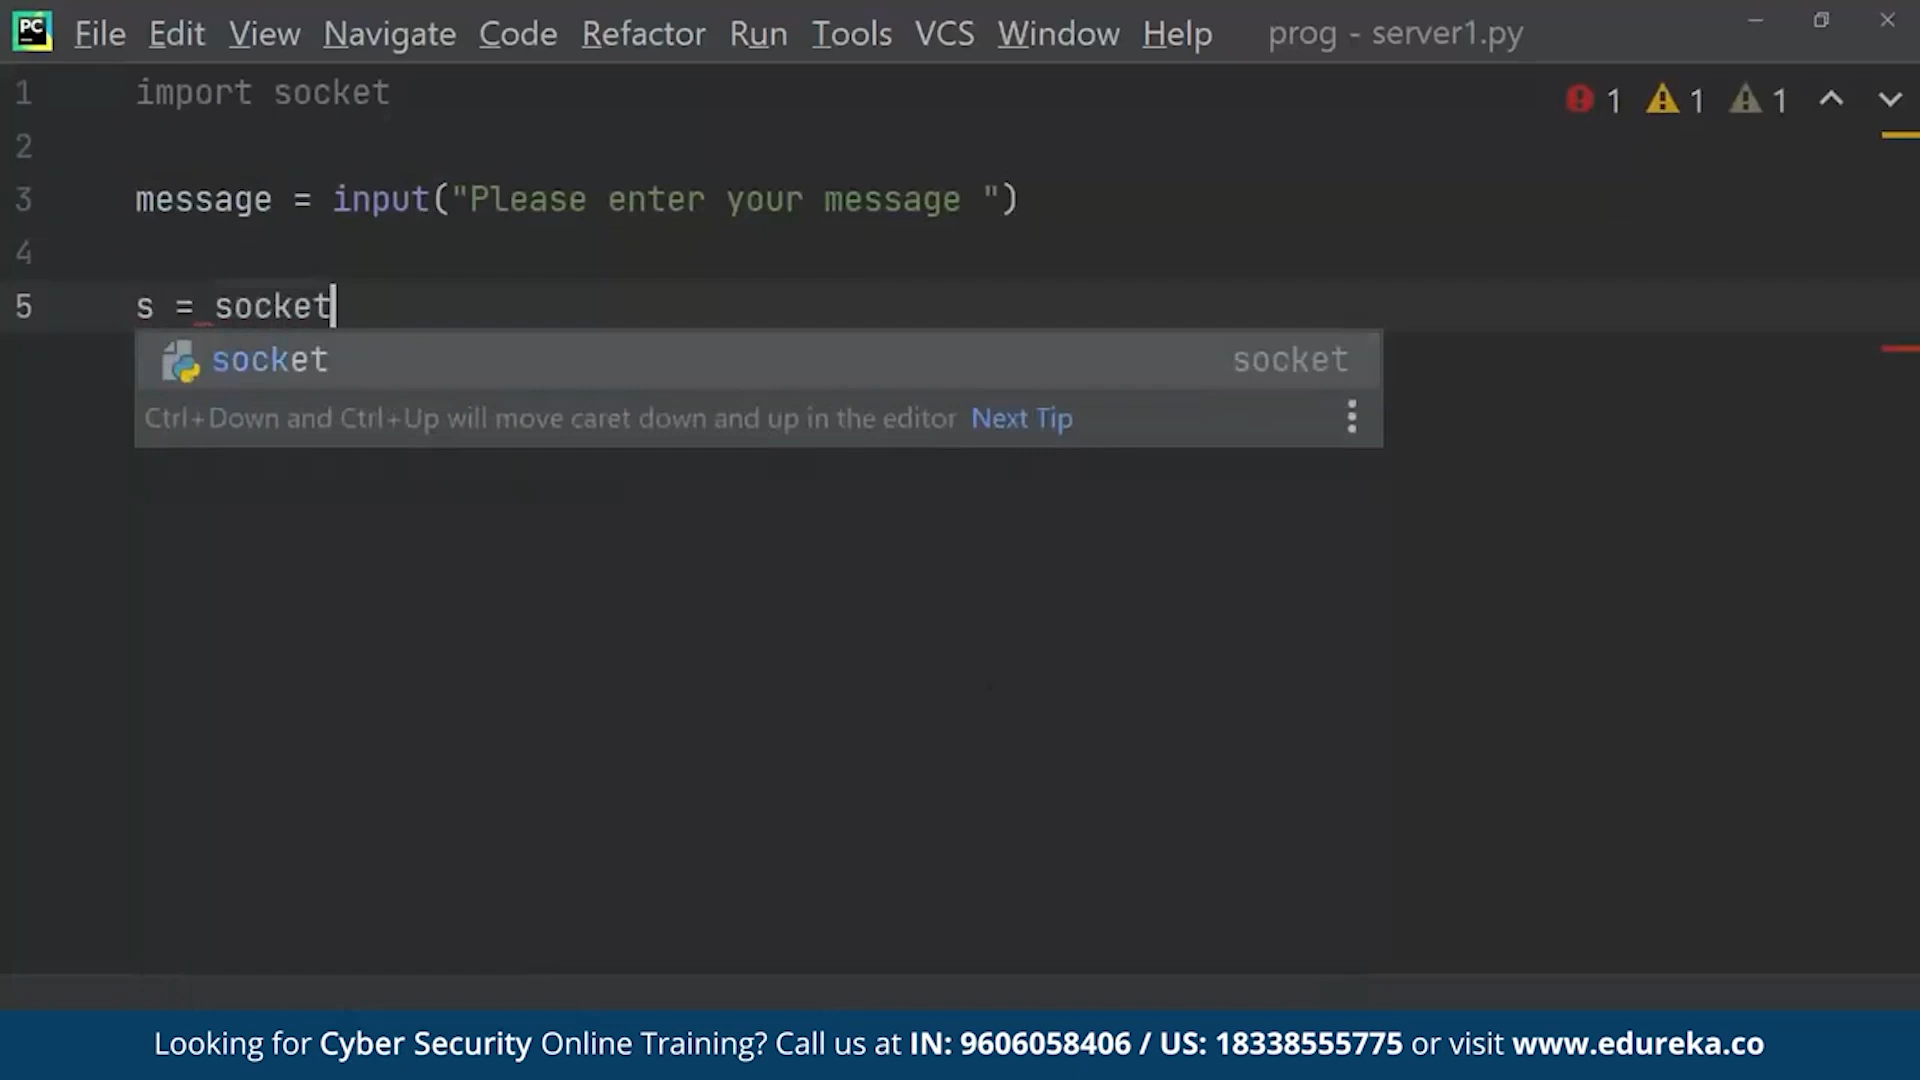 PC File Edit View Navigate Code Refactor Run Tools VCS Window Help prog - server1.py
1 import socket
1 1 1
2
3 message = input("Please enter your message ")
4
5 s = socket
socket socket
Ctrl+Down and Ctrl+Up will move caret down and up in the editor Next Tip
Looking for Cyber Security Online Training? Call us at IN: 9606058406 / US: 18338555775 or visit www.edureka.co